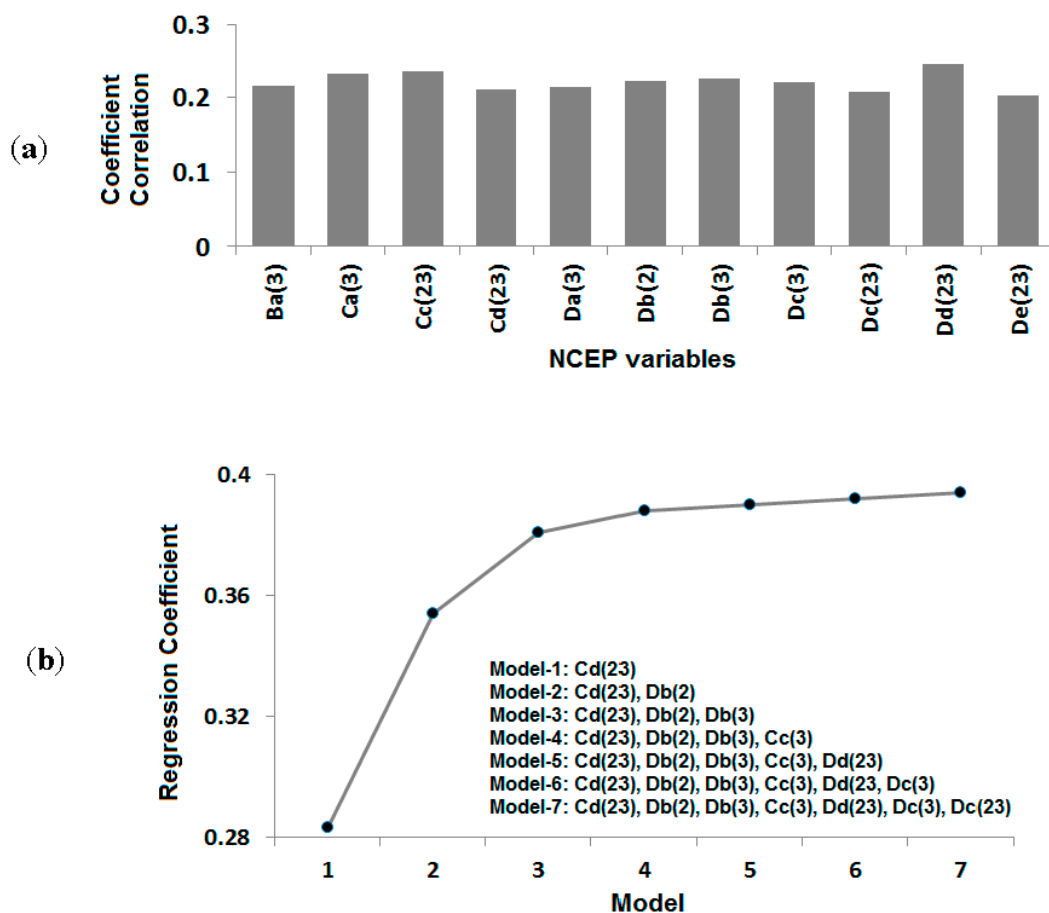 (a)
Coefficient
Correlation
0.3
0.2
0.1
0
Ba(3)
Ca(3)
Cc(23)
Cd(23)
Da(3)
Db(2)
Db(3)
Dc(3)
Dc(23)
Dd(23)
De(23)
NCEP variables
(b)
Regression Coefficient
0.4
0.36
0.32
0.28
Model-1: Cd(23)
Model-2: Cd(23), Db(2)
Model-3: Cd(23), Db(2), Db(3)
Model-4: Cd(23), Db(2), Db(3), Cc(3)
Model-5: Cd(23), Db(2), Db(3), Cc(3), Dd(23)
Model-6: Cd(23), Db(2), Db(3), Cc(3), Dd(23, Dc(3)
Model-7: Cd(23), Db(2), Db(3), Cc(3), Dd(23), Dc(3), Dc(23)
1 2 3 4 5 6 7
Model